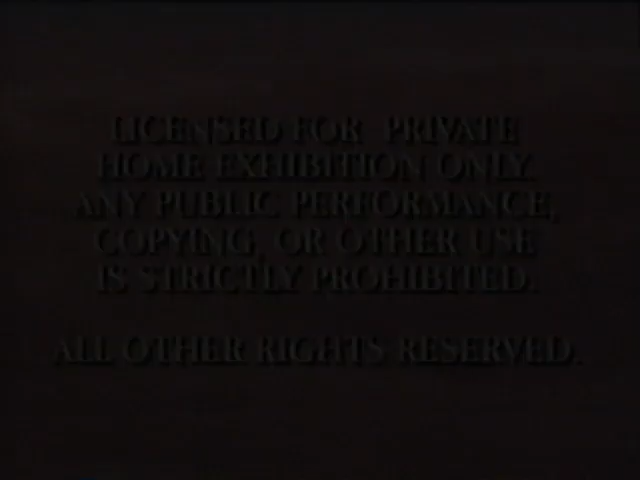 LICENSED FOR PRIVATE
HOME EXHIBITION ONLY.
ANY PUBLIC PERFORMANCE,
COPYING, OR OTHER USE
IS STRICTLY PROHIBITED.
ALL OTHER RIGHTS RESERVED.